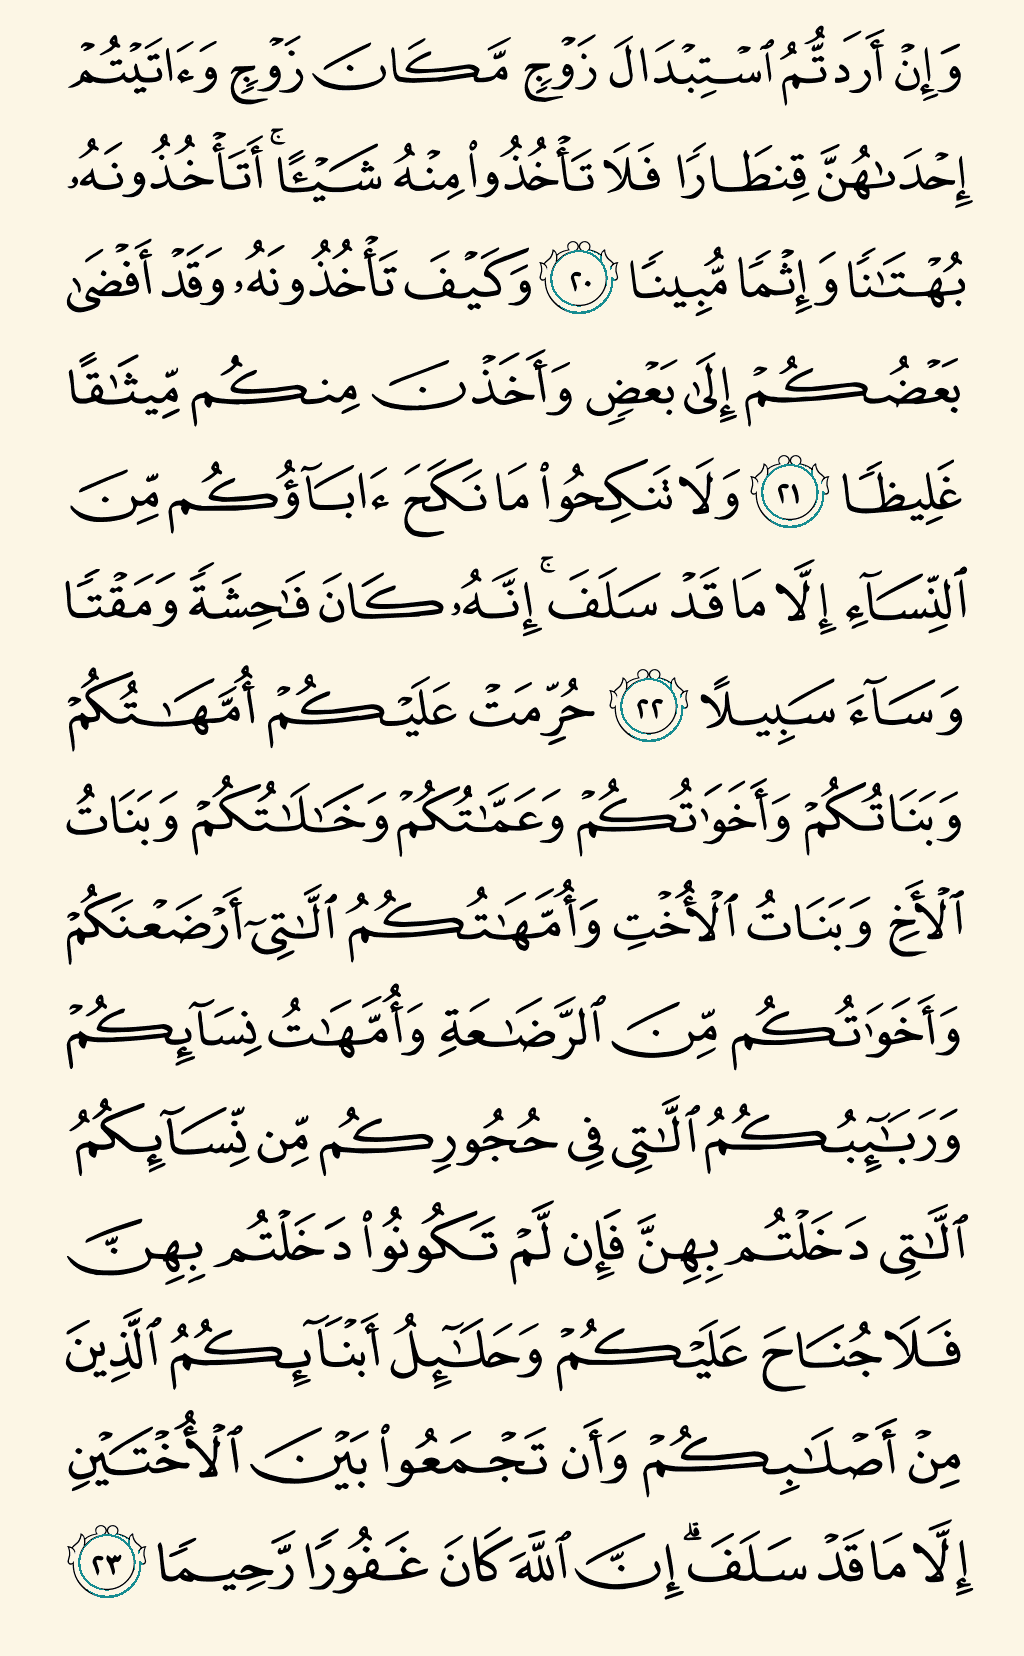 وَإِنْ أَرَدتُّمُ ٱسْتِبْدَالَ زَوْجٍ مَّكَانَ زَوْجٍ وَءَاتَيْتُمْ
إِحْدَىٰهُنَّ قِنطَارًا فَلَا تَأْخُذُوا۟ مِنْهُ شَيْـًٔا ۚ أَتَأْخُذُونَهُۥ
بُهْتَـٰنًا وَإِثْمًا مُّبِينًا ٢٠ وَكَيْفَ تَأْخُذُونَهُۥ وَقَدْ أَفْضَىٰ
بَعْضُكُمْ إِلَىٰ بَعْضٍ وَأَخَذْنَ مِنكُم مِّيثَـٰقًا
غَلِيظًا ٢١ وَلَا تَنكِحُوا۟ مَا نَكَحَ ءَابَآؤُكُم مِّنَ
ٱلنِّسَآءِ إِلَّا مَا قَدْ سَلَفَ ۚ إِنَّهُۥ كَانَ فَـٰحِشَةً وَمَقْتًا
وَسَآءَ سَبِيلًا ٢٢ حُرِّمَتْ عَلَيْكُمْ أُمَّهَـٰتُكُمْ
وَبَنَاتُكُمْ وَأَخَوَٰتُكُمْ وَعَمَّـٰتُكُمْ وَخَـٰلَـٰتُكُمْ وَبَنَاتُ
ٱلْأَخِ وَبَنَاتُ ٱلْأُخْتِ وَأُمَّهَـٰتُكُمُ ٱلَّـٰتِىٓ أَرْضَعْنَكُمْ
وَأَخَوَٰتُكُم مِّنَ ٱلرَّضَـٰعَةِ وَأُمَّهَـٰتُ نِسَآئِكُمْ
وَرَبَـٰٓئِبُكُمُ ٱلَّـٰتِى فِى حُجُورِكُم مِّن نِّسَآئِكُمُ
ٱلَّـٰتِى دَخَلْتُم بِهِنَّ فَإِن لَّمْ تَكُونُوا۟ دَخَلْتُم بِهِنَّ
فَلَا جُنَاحَ عَلَيْكُمْ وَحَلَـٰٓئِلُ أَبْنَآئِكُمُ ٱلَّذِينَ
مِنْ أَصْلَـٰبِكُمْ وَأَن تَجْمَعُوا۟ بَيْنَ ٱلْأُخْتَيْنِ
إِلَّا مَا قَدْ سَلَفَ ۗ إِنَّ ٱللَّهَ كَانَ غَفُورًا رَّحِيمًا ٢٣